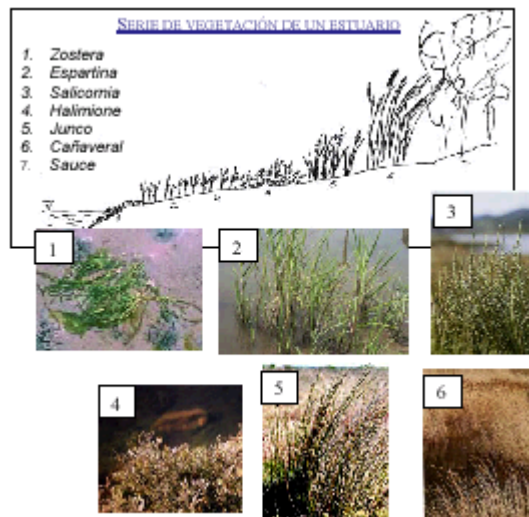 SERIE DE VEGETACIÓN DE UN ESTUARIO
1. Zostera
2. Espartina
3. Salicornia
4. Halimione
5. Junco
6. Cañaveral
7. Sauce
1
2
3
4
5
6